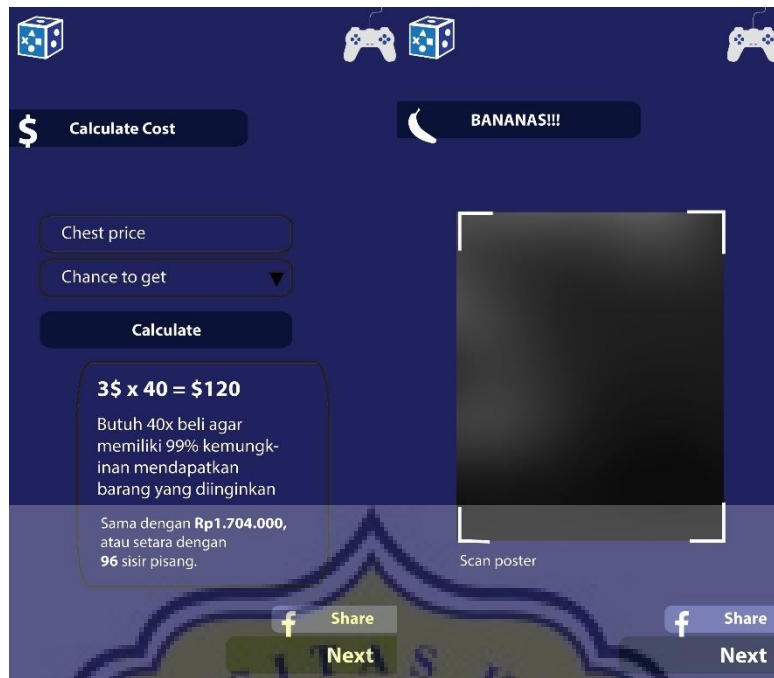 $ Calculate Cost
Chest price
Chance to get
Calculate
3$ x 40 = $120
Butuh 40x beli agar
memiliki 99% kemungk-
inan mendapatkan
barang yang diinginkan
Sama dengan Rp1.704.000,
atau setara dengan
96 sisir pisang.
f Share
Next
BANANAS!!!
Scan poster
f Share
Next
TAS